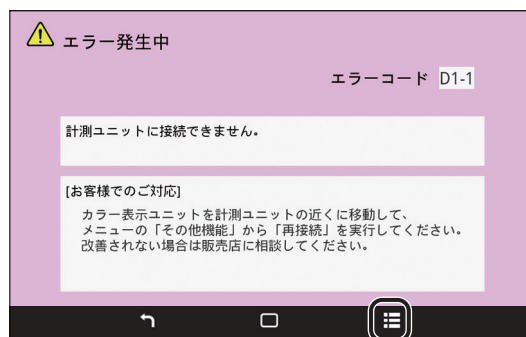 エラー発生中
エラーコード D1-1
計測ユニットに接続できません。
[お客様でのご対応]
カラー表示ユニットを計測ユニットの近くに移動して、
メニューの「その他機能」から「再接続」を実行してください。
改善されない場合は販売店に相談してください。